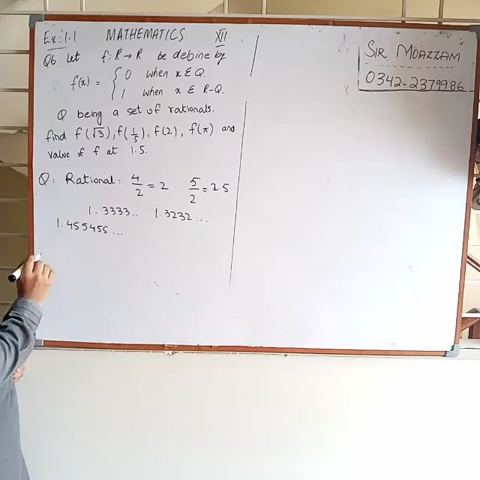 Ex: 1.1 MATHEMATICS XII
Q6 Let f: R → R be define by
f(x) = { 0 when x ∈ Q.
1 when x ∈ R-Q.
Q being a set of rationals.
find f(√3), f(1/5), f(2), f(π) and
value of f at 1.5.
Q: Rational: 4/2 = 2 5/2 = 2.5
1.3333.. 1.3232...
1.455455...
SIR MOAZZAM
0342-2379986